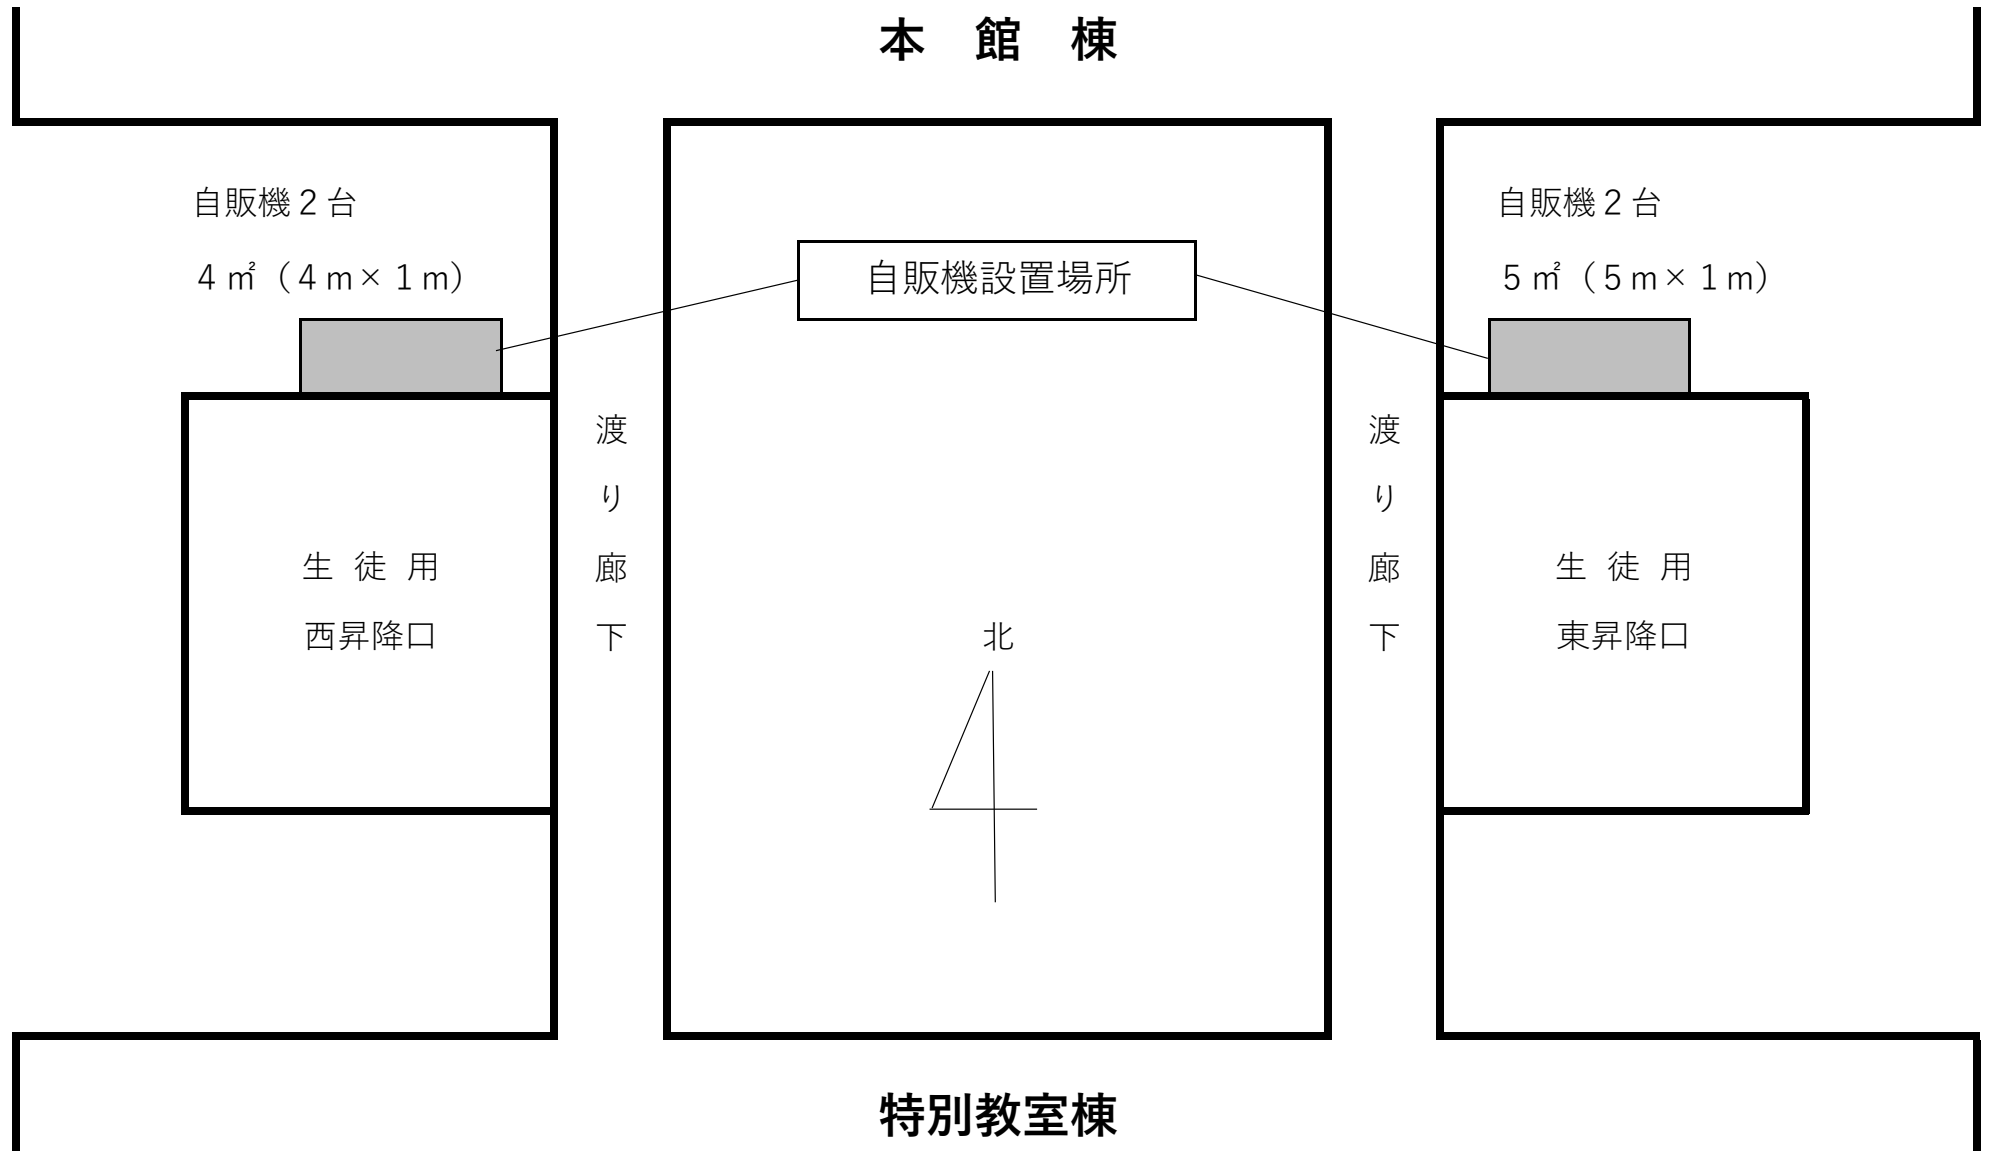 本　館　棟
自販機２台
４㎡（４ｍ×１ｍ）
自販機２台
５㎡（５ｍ×１ｍ）
自販機設置場所
渡り廊下
渡り廊下
生 徒 用
西昇降口
北
生 徒 用
東昇降口
特別教室棟